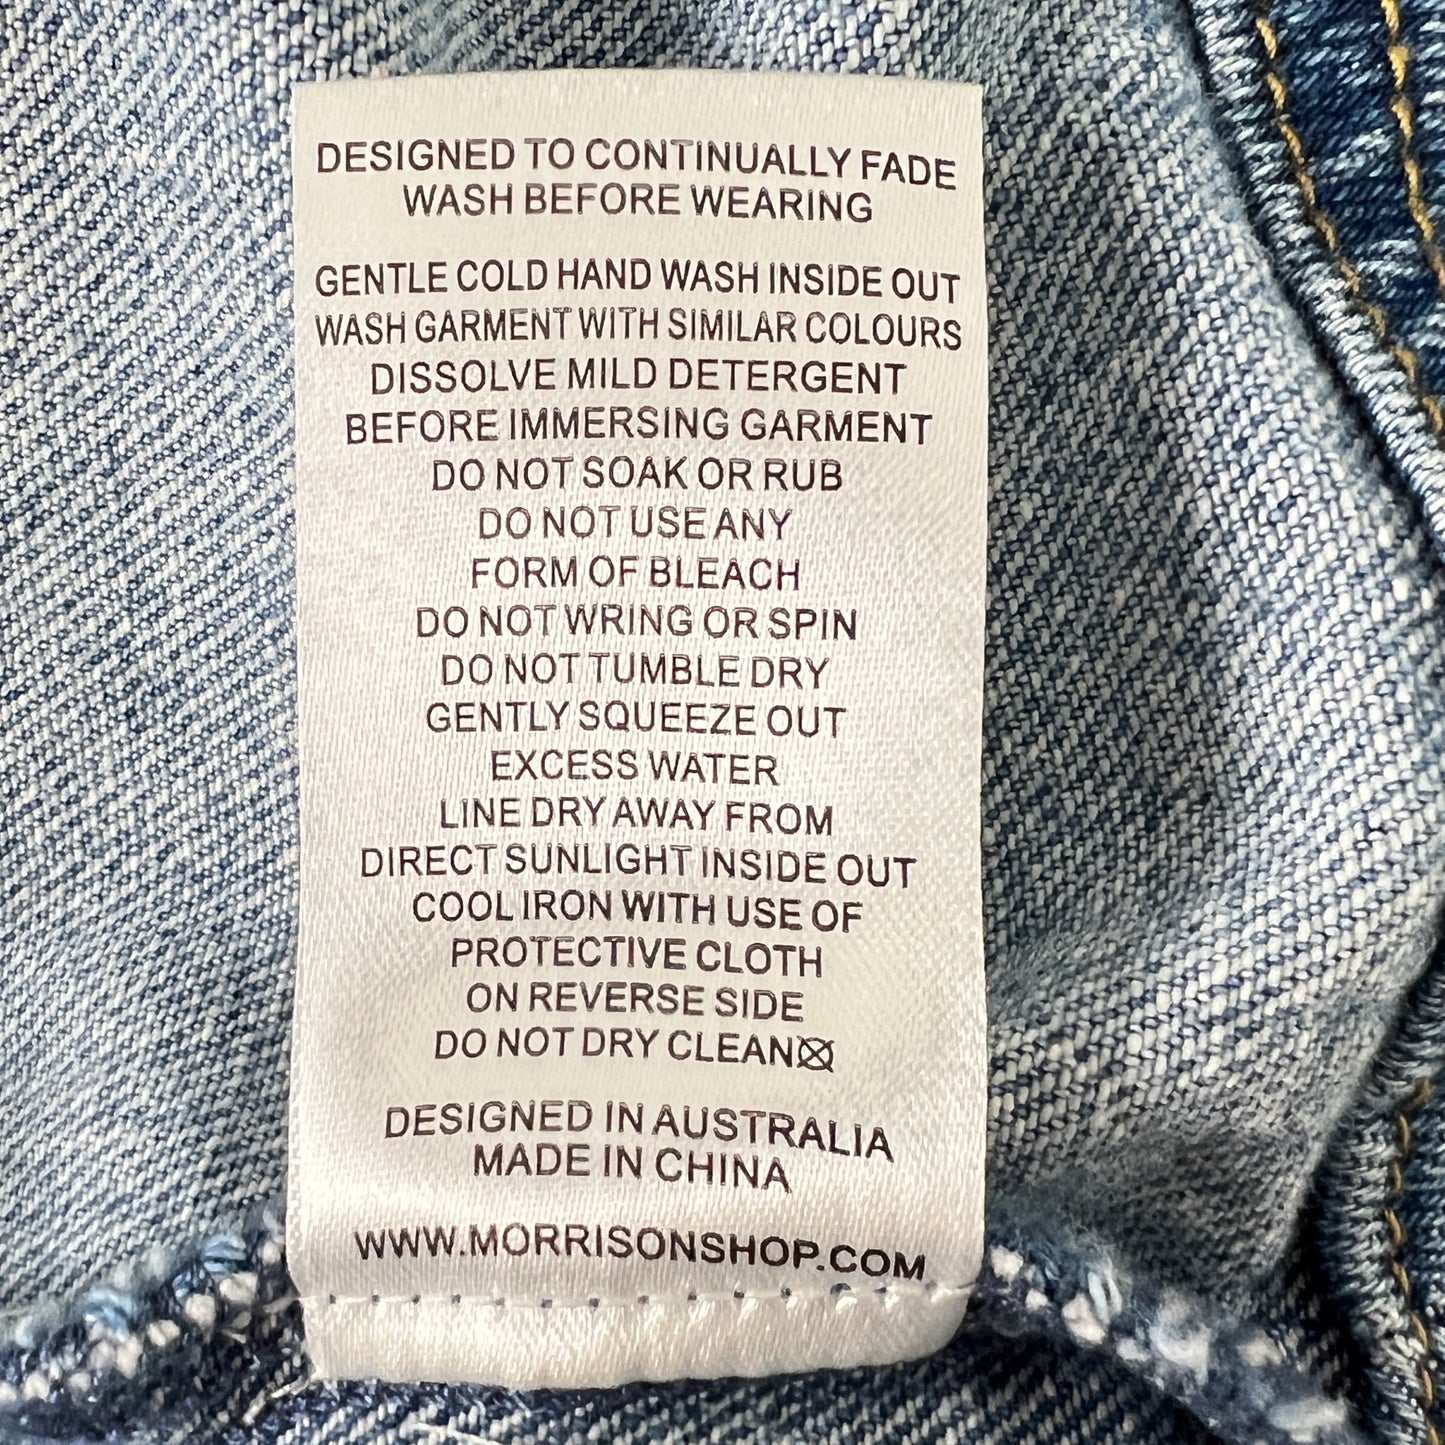 DESIGNED TO CONTINUALLY FADE
WASH BEFORE WEARING
GENTLE COLD HAND WASH INSIDE OUT
WASH GARMENT WITH SIMILAR COLOURS
DISSOLVE MILD DETERGENT
BEFORE IMMERSING GARMENT
DO NOT SOAK OR RUB
DO NOT USE ANY
FORM OF BLEACH
DO NOT WRING OR SPIN
DO NOT TUMBLE DRY
GENTLY SQUEEZE OUT
EXCESS WATER
LINE DRY AWAY FROM
DIRECT SUNLIGHT INSIDE OUT
COOL IRON WITH USE OF
PROTECTIVE CLOTH
ON REVERSE SIDE
DO NOT DRY CLEAN
DESIGNED IN AUSTRALIA
MADE IN CHINA
WWW.MORRISONSHOP.COM